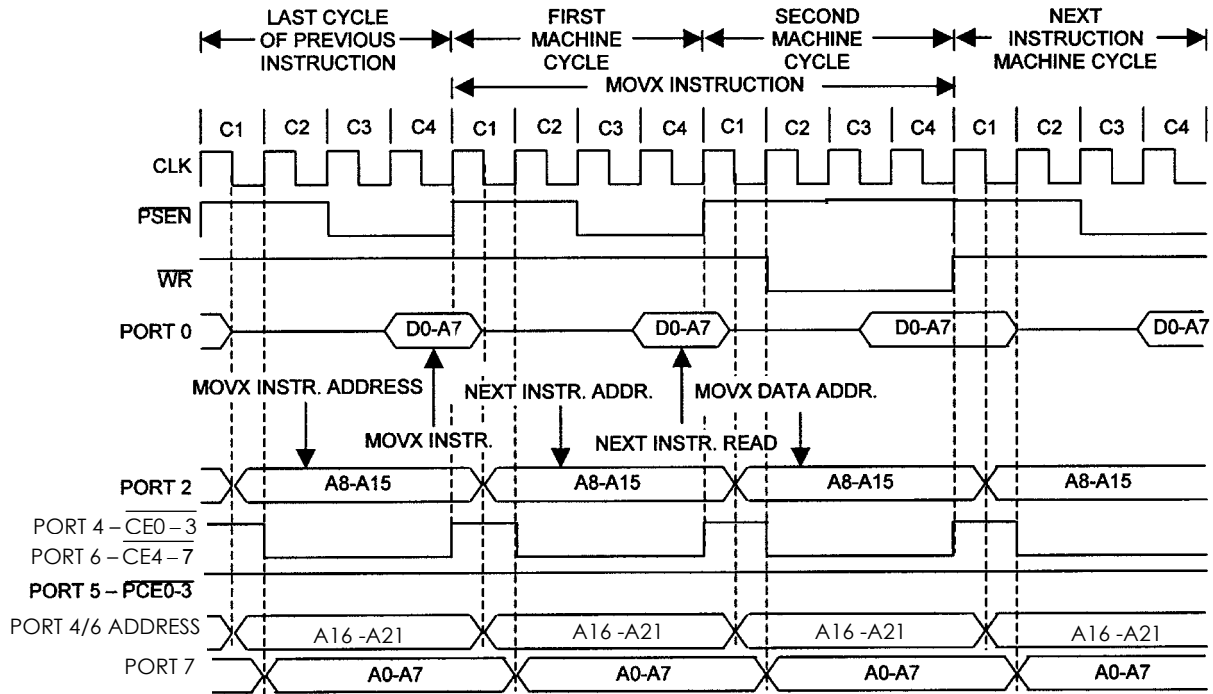 LAST CYCLE
OF PREVIOUS
INSTRUCTION
FIRST
MACHINE
CYCLE
SECOND
MACHINE
CYCLE
NEXT
INSTRUCTION
MACHINE CYCLE
MOVX INSTRUCTION
C1 C2 C3 C4 C1 C2 C3 C4 C1 C2 C3 C4 C1 C2 C3 C4
CLK
PSEN
WR
PORT 0 D0-A7 D0-A7 D0-A7 D0-A7
MOVX INSTR. ADDRESS NEXT INSTR. ADDR. MOVX DATA ADDR.
MOVX INSTR. NEXT INSTR. READ
PORT 2 A8-A15 A8-A15 A8-A15 A8-A15
PORT 4 – CE0 – 3
PORT 6 – CE4 – 7
PORT 5 – PCE0-3
PORT 4/6 ADDRESS A16 -A21 A16 -A21 A16 -A21 A16 -A21
PORT 7 A0-A7 A0-A7 A0-A7 A0-A7